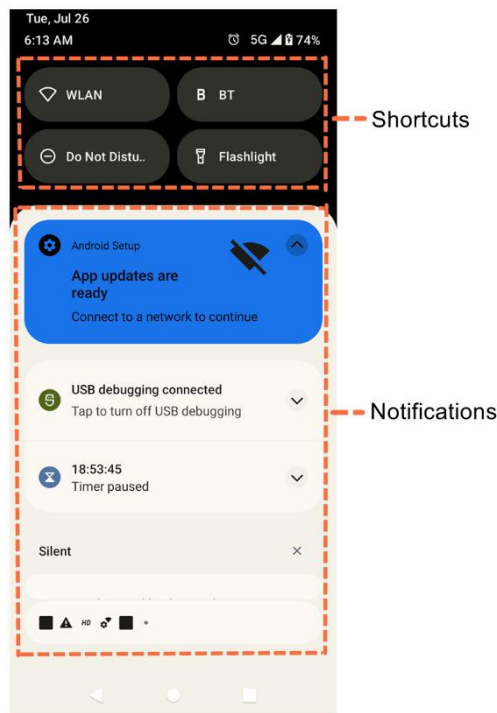 Tue, Jul 26
6:13 AM 5G 74%
WLAN
B BT
Do Not Distu..
Flashlight
Shortcuts
Android Setup
App updates are
ready
Connect to a network to continue
USB debugging connected
Tap to turn off USB debugging
Notifications
18:53:45
Timer paused
Silent
HD